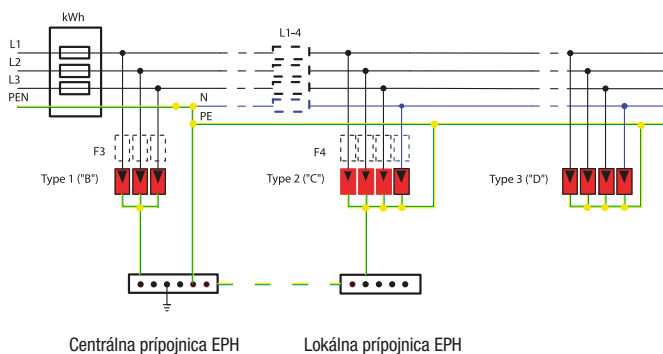 kWh
L1-4
L1
L2
L3
PEN
N
PE
F3
F4
Type 1 ("B")
Type 2 ("C")
Type 3 ("D")
Centrálna prípojnica EPH
Lokálna prípojnica EPH